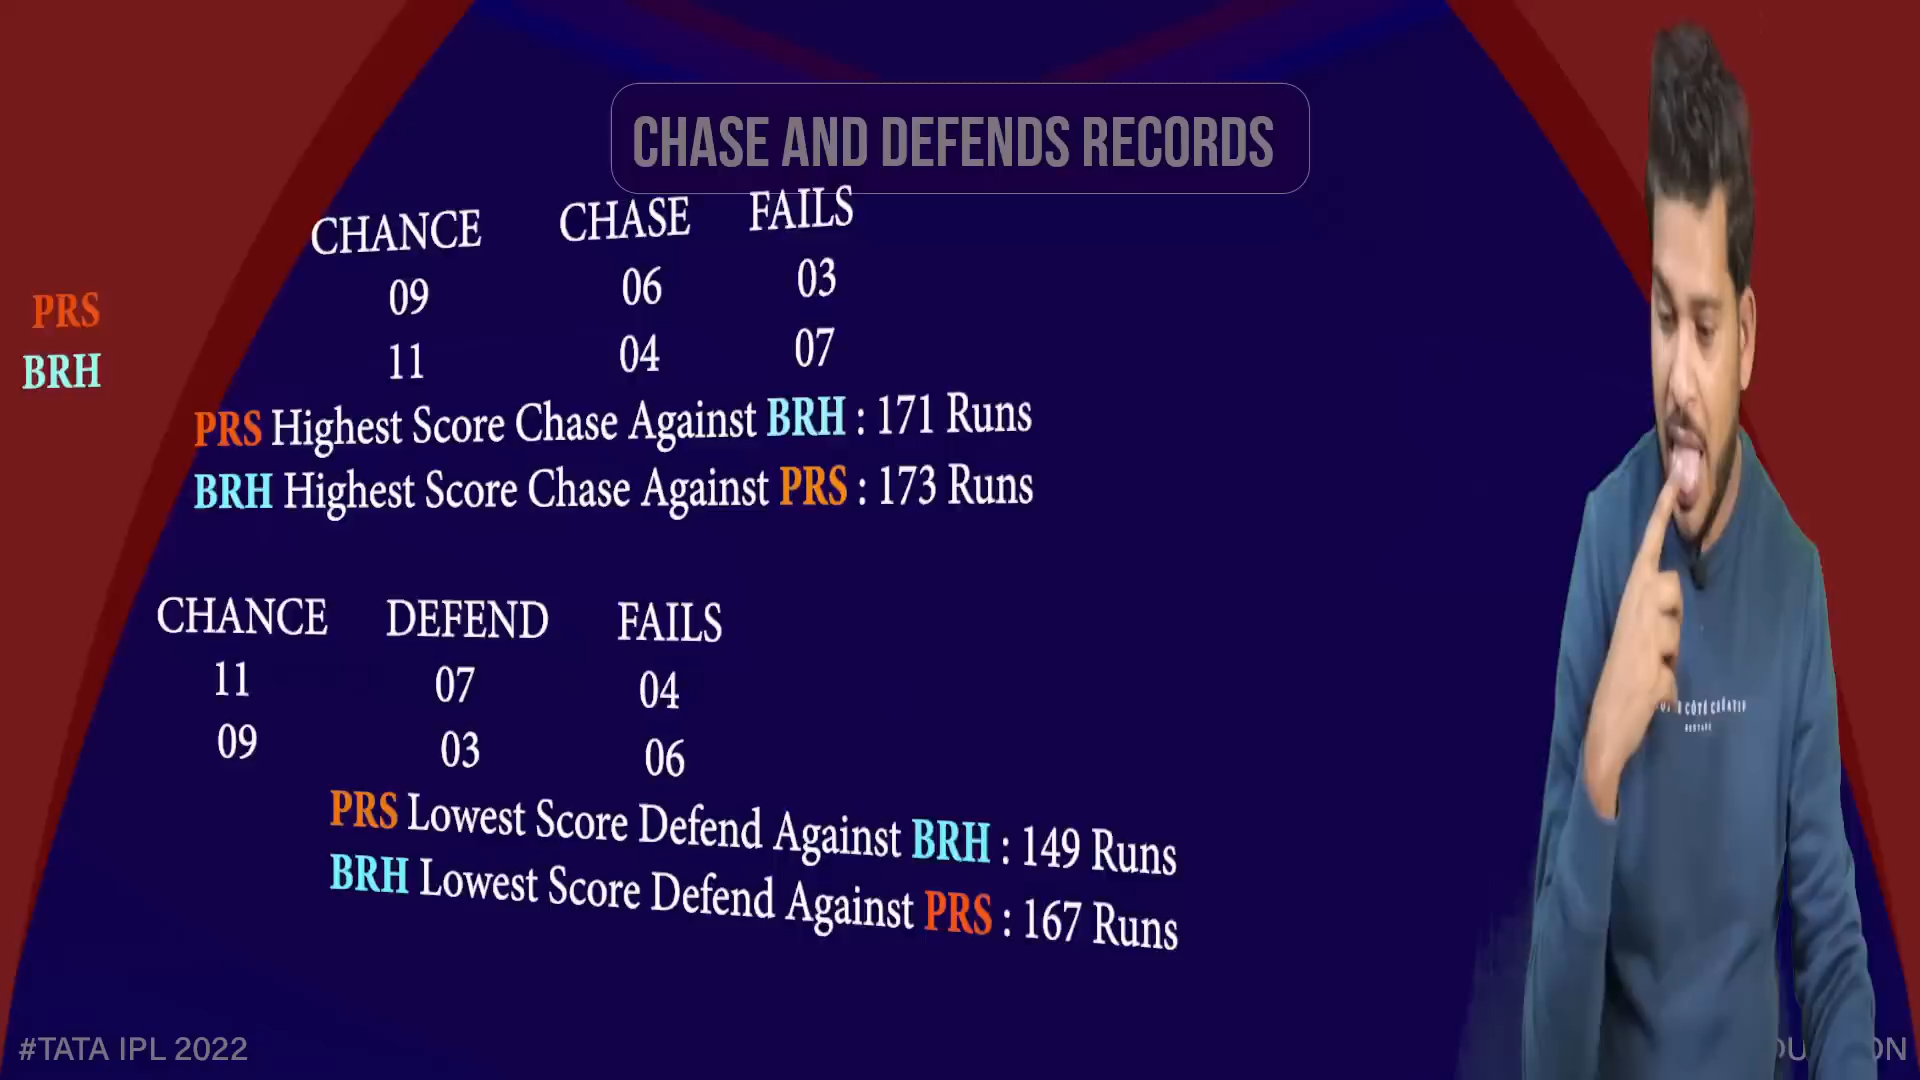 CHASE AND DEFENDS RECORDS
CHANCE CHASE FAILS
PRS 09 06 03
BRH 11 04 07
PRS Highest Score Chase Against BRH : 171 Runs
BRH Highest Score Chase Against PRS : 173 Runs
CHANCE DEFEND FAILS
11 07 04
09 03 06
PRS Lowest Score Defend Against BRH : 149 Runs
BRH Lowest Score Defend Against PRS : 167 Runs
CÔTÉ CRÉATIF
#TATA IPL 2022